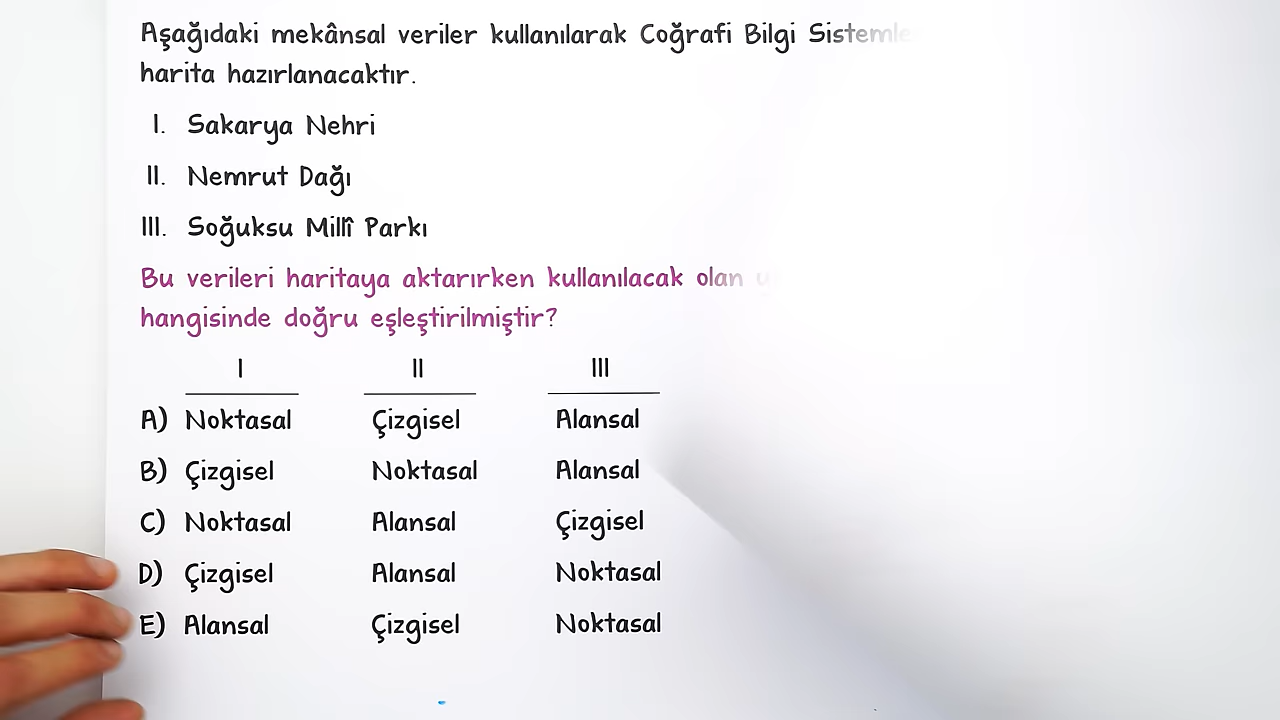 Aşağıdaki mekânsal veriler kullanılarak Coğrafi Bilgi
harita hazırlanacaktır.
I. Sakarya Nehri
II. Nemrut Dağı
III. Soğuksu Millî Parkı
Bu verileri haritaya aktarırken kullanılacak olan
hangisinde doğru eşleştirilmiştir?
I II III
A) Noktasal Çizgisel Alansal
B) Çizgisel Noktasal Alansal
C) Noktasal Alansal Çizgisel
D) Çizgisel Alansal Noktasal
E) Alansal Çizgisel Noktasal